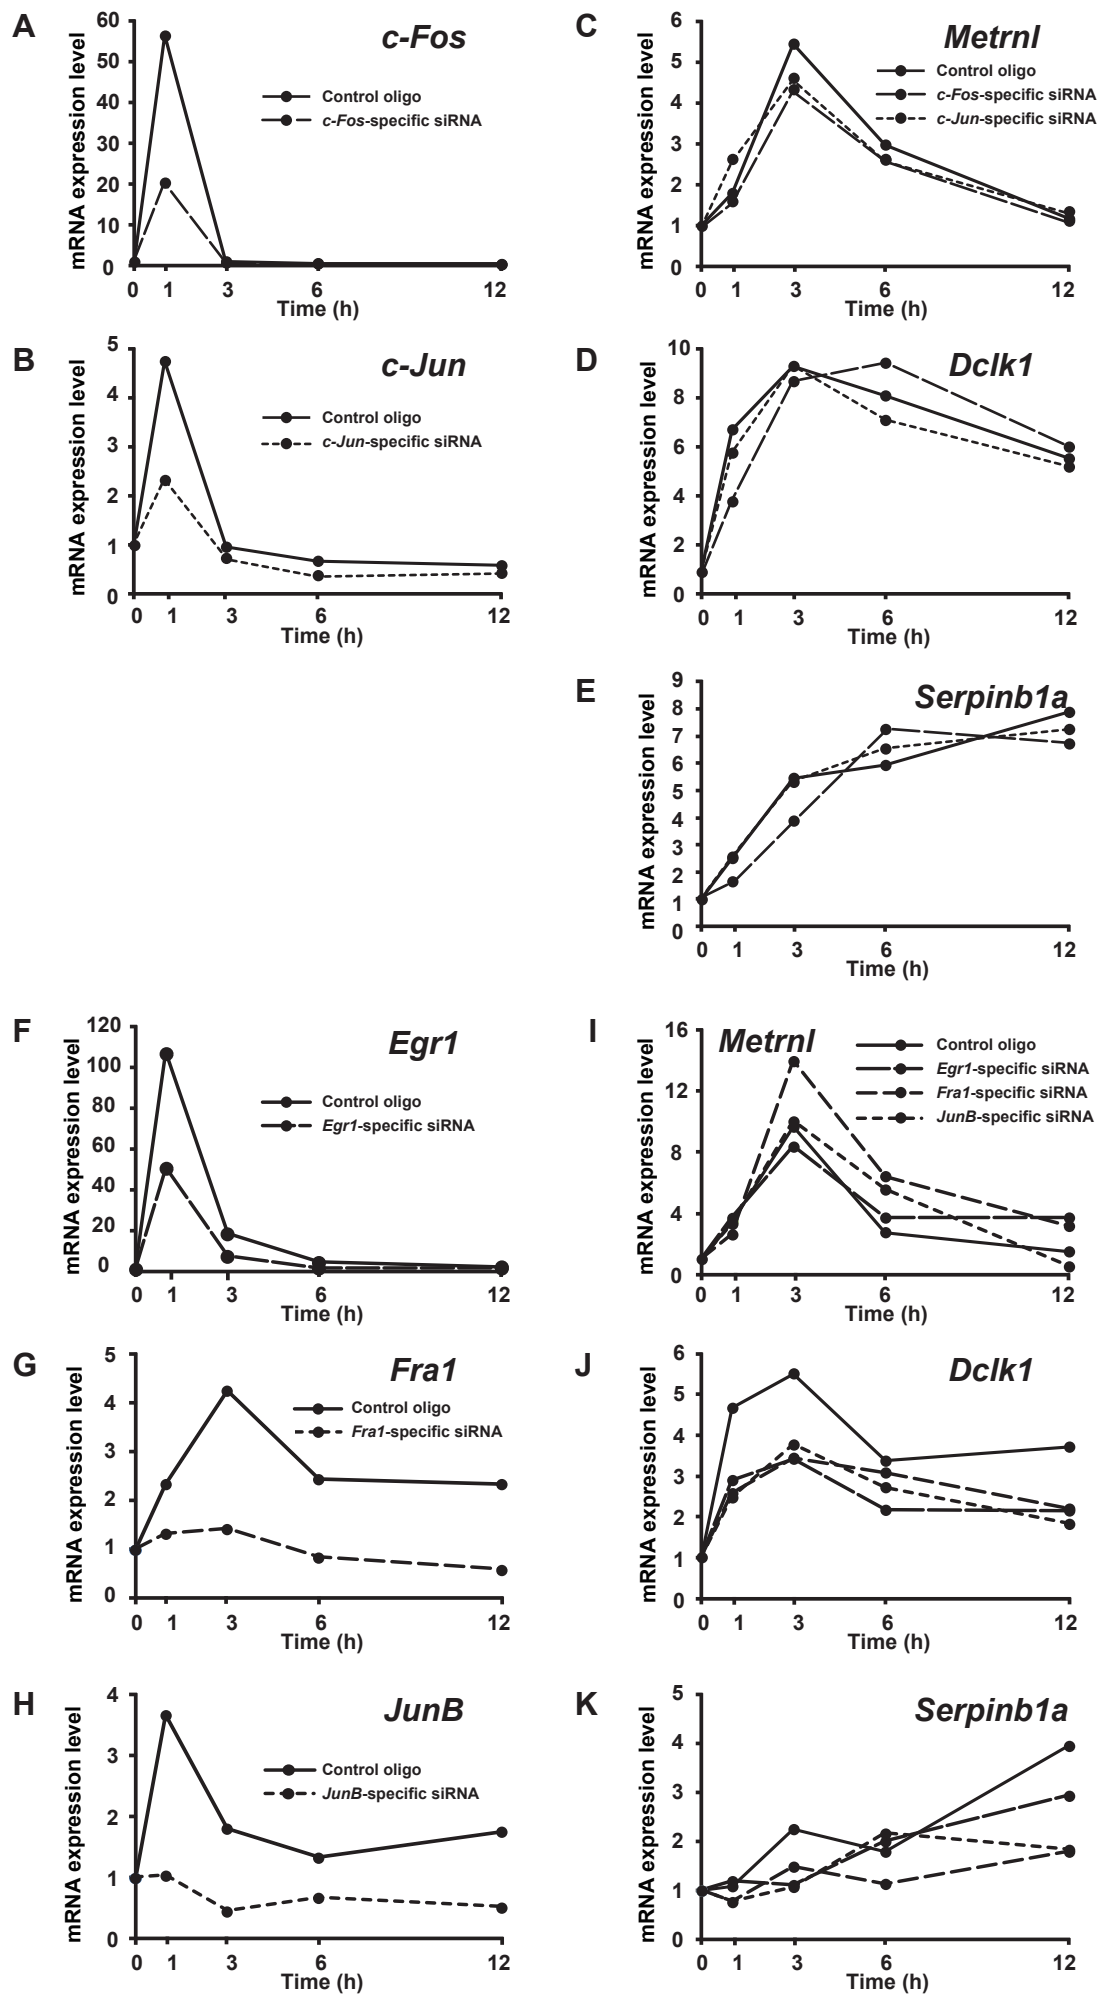 A
c-Fos
mRNA expression level
60
50
40
30
20
10
0
Control oligo
c-Fos-specific siRNA
0 1 3 6 12
Time (h)
B
c-Jun
mRNA expression level
5
4
3
2
1
0
Control oligo
c-Jun-specific siRNA
0 1 3 6 12
Time (h)
C
Metrnl
mRNA expression level
6
5
4
3
2
1
0
Control oligo
c-Fos-specific siRNA
c-Jun-specific siRNA
0 1 3 6 12
Time (h)
D
Dclk1
mRNA expression level
10
8
6
4
2
0
0 1 3 6 12
Time (h)
E
Serpinb1a
mRNA expression level
9
8
7
6
5
4
3
2
1
0
0 1 3 6 12
Time (h)
F
Egr1
mRNA expression level
120
100
80
60
40
20
0
Control oligo
Egr1-specific siRNA
0 1 3 6 12
Time (h)
G
Fra1
mRNA expression level
5
4
3
2
1
0
Control oligo
Fra1-specific siRNA
0 1 3 6 12
Time (h)
H
JunB
mRNA expression level
4
3
2
1
0
Control oligo
JunB-specific siRNA
0 1 3 6 12
Time (h)
I
Metrnl
mRNA expression level
16
12
8
4
0
Control oligo
Egr1-specific siRNA
Fra1-specific siRNA
JunB-specific siRNA
0 1 3 6 12
Time (h)
J
Dclk1
mRNA expression level
6
5
4
3
2
1
0
0 1 3 6 12
Time (h)
K
Serpinb1a
mRNA expression level
5
4
3
2
1
0
0 1 3 6 12
Time (h)